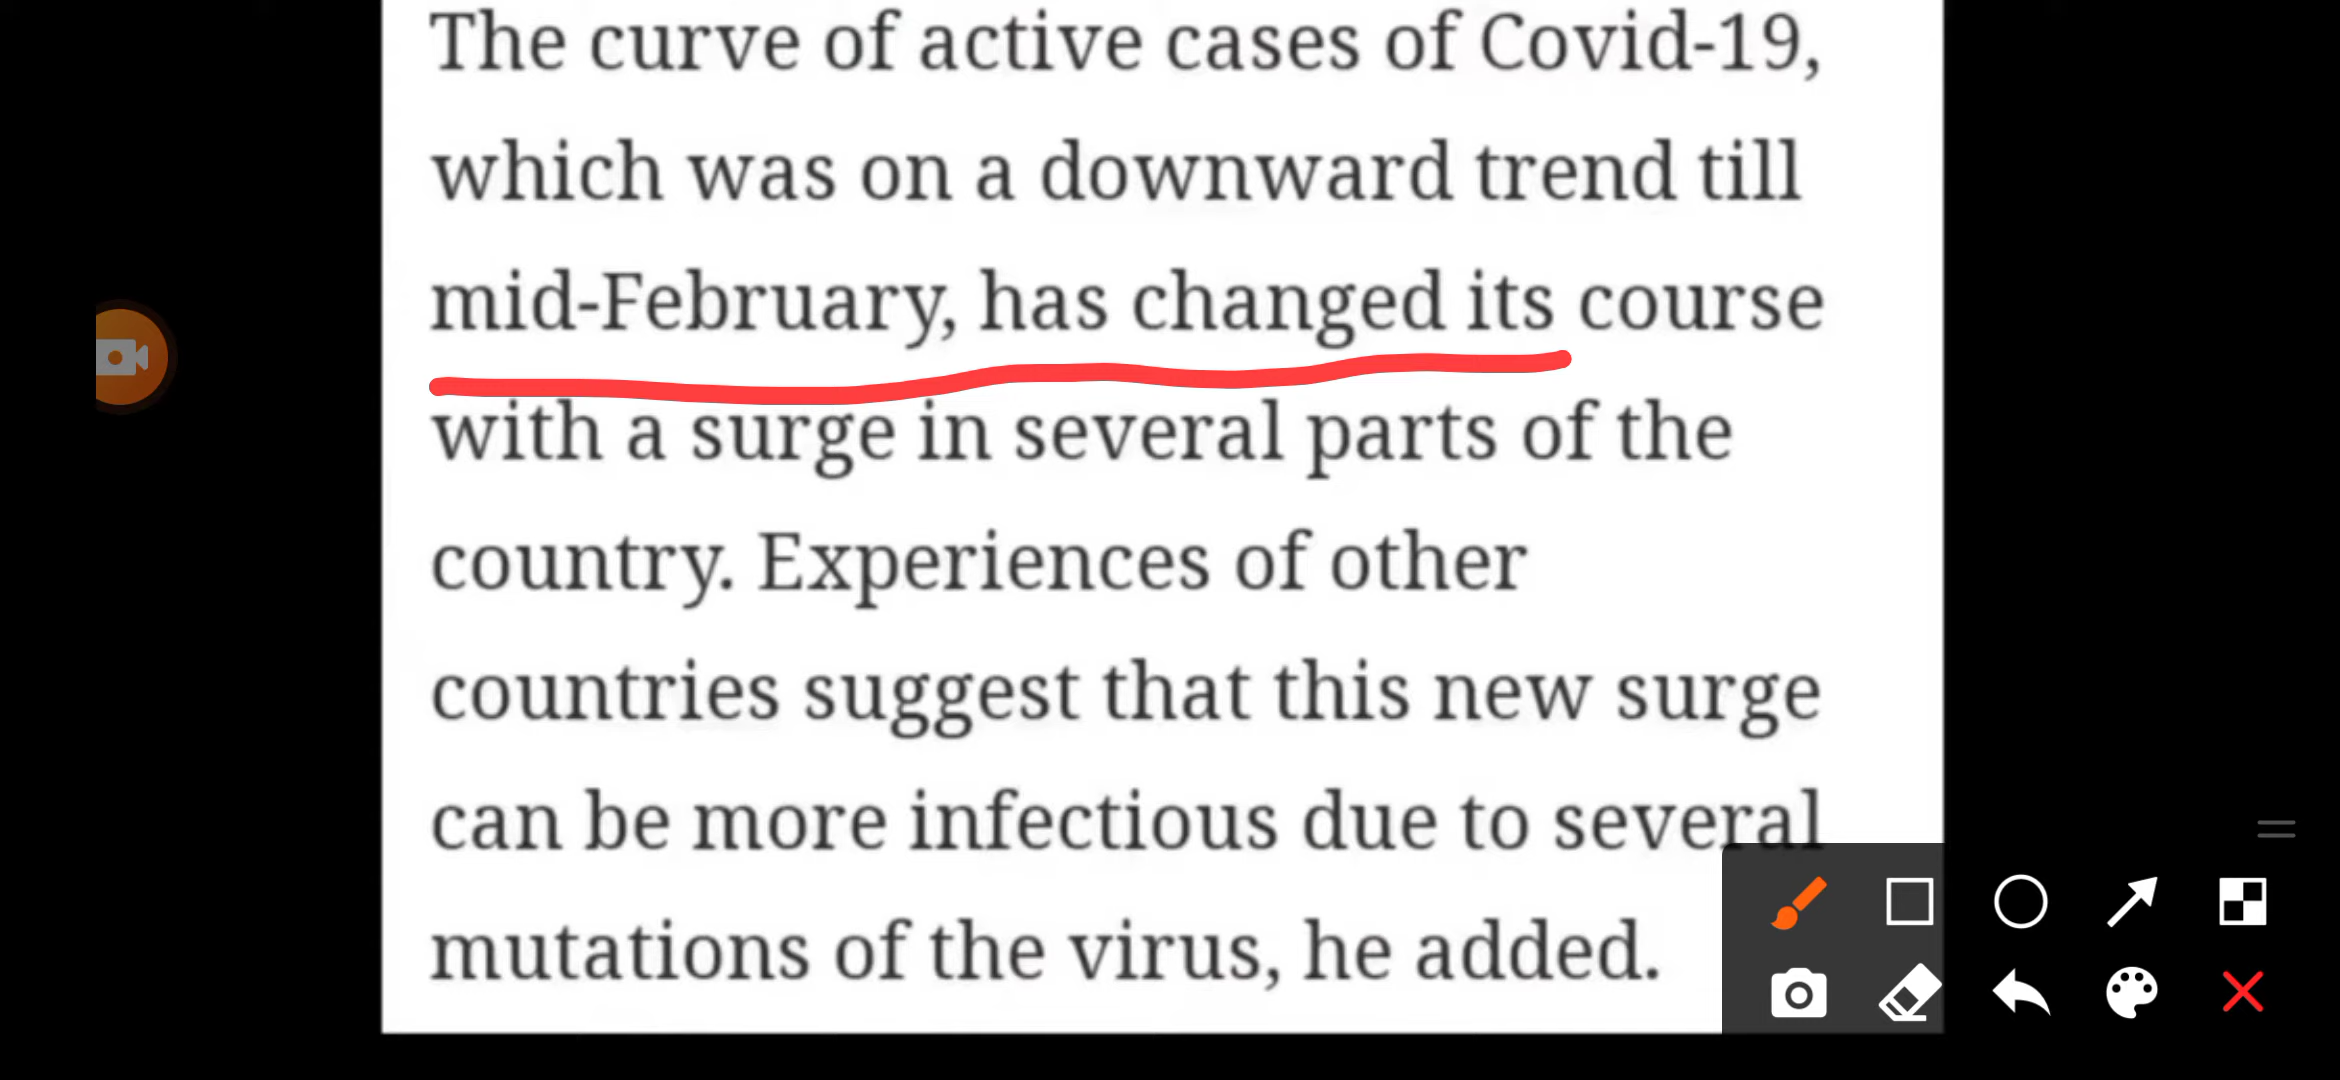 The curve of active cases of Covid-19,
which was on a downward trend till
mid-February, has changed its course
with a surge in several parts of the
country. Experiences of other
countries suggest that this new surge
can be more infectious due to several
mutations of the virus, he added.